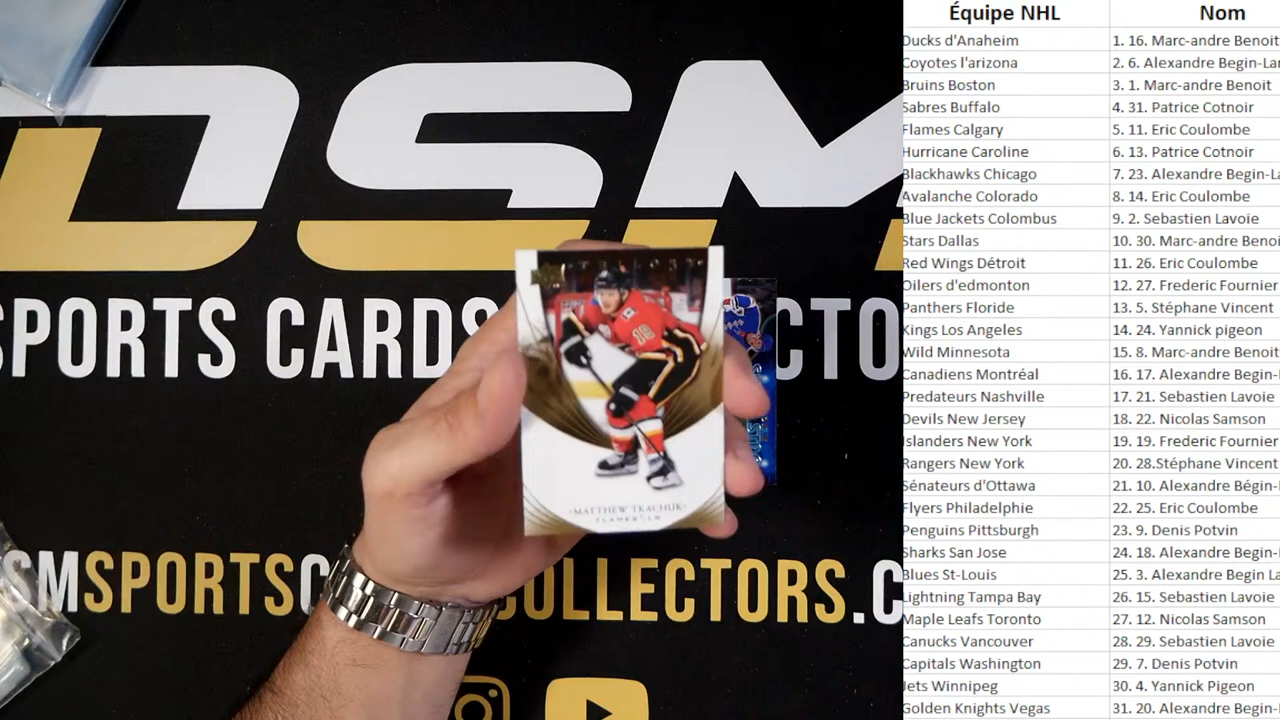 DSM
SPORTS CARDS
CTO
SMSPORTSC
COLLECTORS.C
TRILOGY
19
MATTHEW TKACHUK
FLAMES LW
Équipe NHL Nom
Ducks d'Anaheim 1. 16. Marc-andre Benoit
Coyotes l'arizona 2. 6. Alexandre Begin-Lar
Bruins Boston 3. 1. Marc-andre Benoit
Sabres Buffalo 4. 31. Patrice Cotnoir
Flames Calgary 5. 11. Eric Coulombe
Hurricane Caroline 6. 13. Patrice Cotnoir
Blackhawks Chicago 7. 23. Alexandre Begin-La
Avalanche Colorado 8. 14. Eric Coulombe
Blue Jackets Colombus 9. 2. Sebastien Lavoie
Stars Dallas 10. 30. Marc-andre Benoi
Red Wings Détroit 11. 26. Eric Coulombe
Oilers d'edmonton 12. 27. Frederic Fournier
Panthers Floride 13. 5. Stéphane Vincent
Kings Los Angeles 14. 24. Yannick pigeon
Wild Minnesota 15. 8. Marc-andre Benoit
Canadiens Montréal 16. 17. Alexandre Begin-L
Predateurs Nashville 17. 21. Sebastien Lavoie
Devils New Jersey 18. 22. Nicolas Samson
Islanders New York 19. 19. Frederic Fournier
Rangers New York 20. 28.Stéphane Vincent
Sénateurs d'Ottawa 21. 10. Alexandre Bégin-L
Flyers Philadelphie 22. 25. Eric Coulombe
Penguins Pittsburgh 23. 9. Denis Potvin
Sharks San Jose 24. 18. Alexandre Begin-L
Blues St-Louis 25. 3. Alexandre Begin La
Lightning Tampa Bay 26. 15. Sebastien Lavoie
Maple Leafs Toronto 27. 12. Nicolas Samson
Canucks Vancouver 28. 29. Sebastien Lavoie
Capitals Washington 29. 7. Denis Potvin
Jets Winnipeg 30. 4. Yannick Pigeon
Golden Knights Vegas 31. 20. Alexandre Begin-L